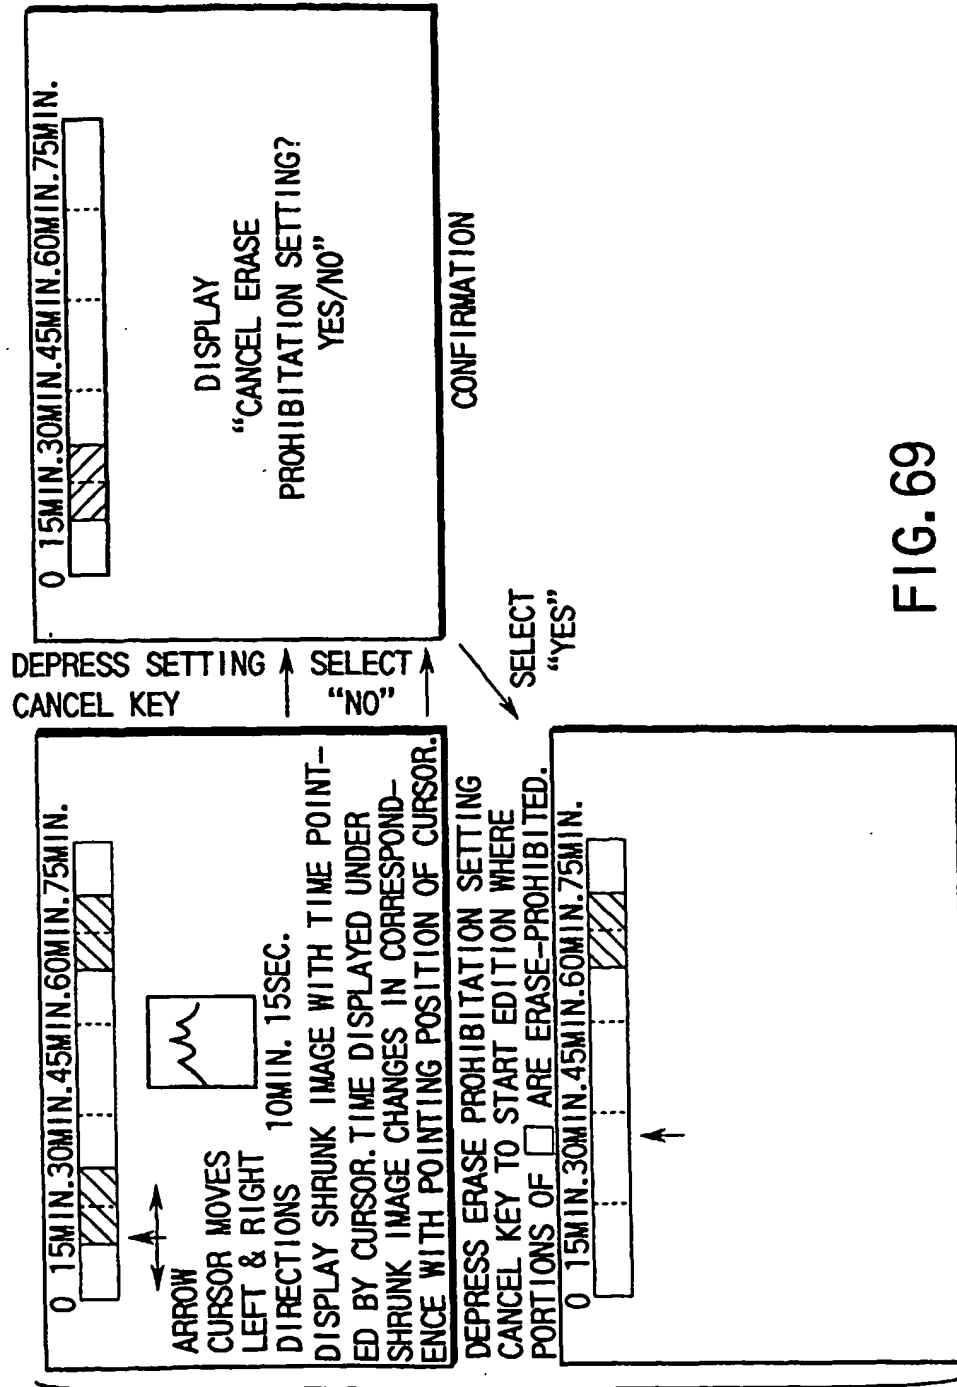 0 15MIN.30MIN.45MIN.60MIN.75MIN.
ARROW
CURSOR MOVES
LEFT & RIGHT
DIRECTIONS
10MIN. 15SEC.
DISPLAY SHRUNK IMAGE WITH TIME POINT-
ED BY CURSOR.TIME DISPLAYED UNDER
SHRUNK IMAGE CHANGES IN CORRESPOND-
ENCE WITH POINTING POSITION OF CURSOR.
DEPRESS SETTING
CANCEL KEY
SELECT
“NO”
0 15MIN.30MIN.45MIN.60MIN.75MIN.
DISPLAY
“CANCEL ERASE
PROHIBITATION SETTING?
YES/NO”
CONFIRMATION
SELECT
“YES”
DEPRESS ERASE PROHIBITATION SETTING
CANCEL KEY TO START EDITION WHERE
PORTIONS OF □ ARE ERASE-PROHIBITED.
0 15MIN.30MIN.45MIN.60MIN.75MIN.
FIG.69